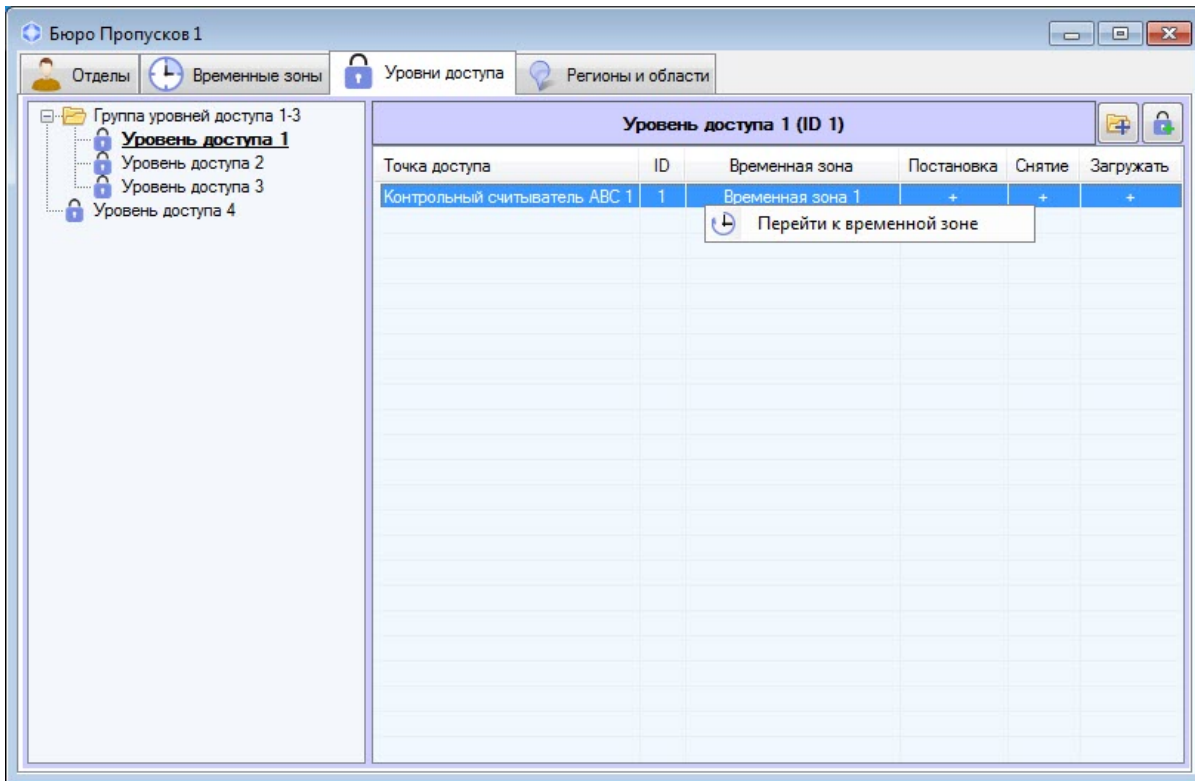 Бюро Пропусков 1
Отделы Временные зоны Уровни доступа Регионы и области
Группа уровней доступа 1-3
Уровень доступа 1
Уровень доступа 2
Уровень доступа 3
Уровень доступа 4
Уровень доступа 1 (ID 1)
Точка доступа ID Временная зона Постановка Снятие Загружать
Контрольный считыватель ABC 1 1 Временная зона 1 + + +
Перейти к временной зоне